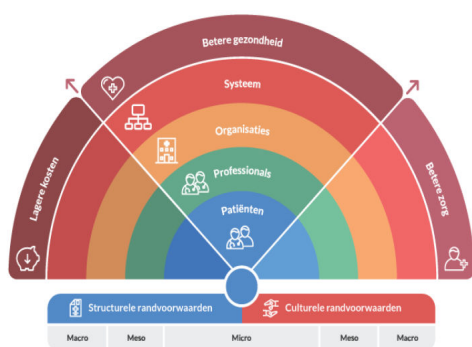 Betere gezondheid
Systeem
Organisaties
Professionals
Patiënten
Lagere kosten
Betere zorg
Structurele randvoorwaarden
Culturele randvoorwaarden
Macro Meso Micro Meso Macro